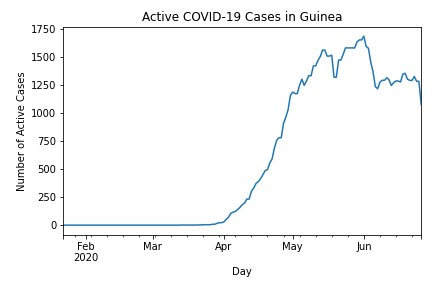 Active COVID-19 Cases in Guinea
1750
1500
1250
1000
750
500
250
0
Number of Active Cases
Feb Mar Apr May Jun
2020
Day